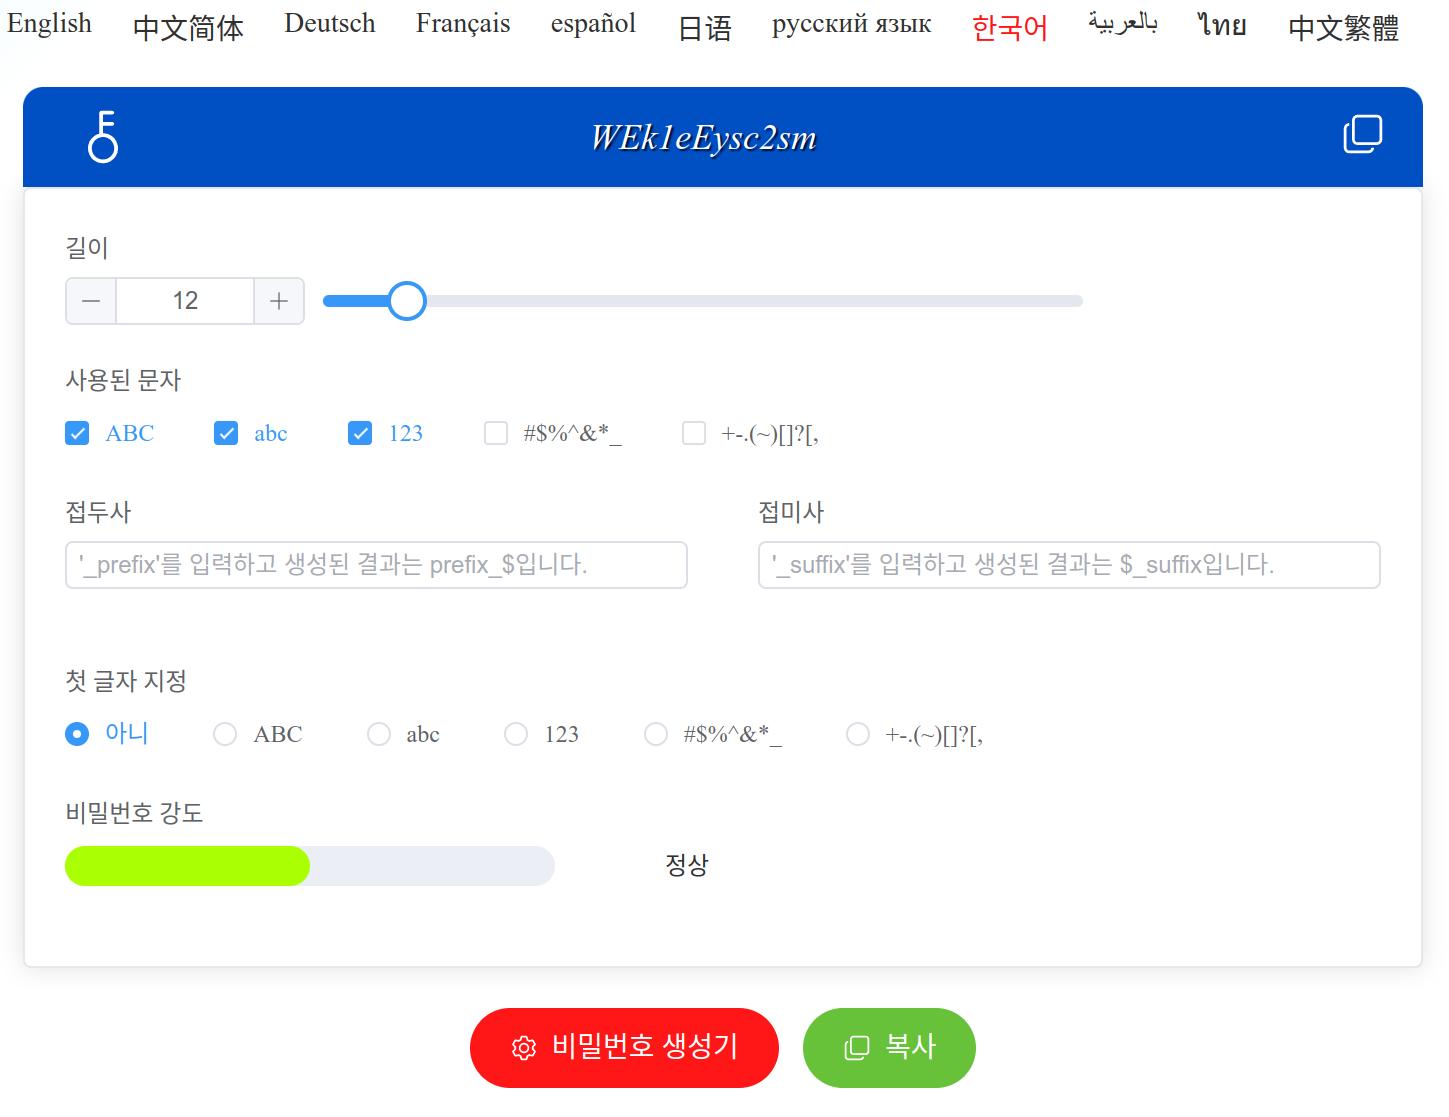 English 中文简体 Deutsch Français español 日语 русский язык 한국어 بالعربية ไทย 中文繁體
WEk1eEysc2sm
길이
12
사용된 문자
ABC abc 123 #$%^&*_ +-.(~)[]?[,
접두사 접미사
'_prefix'를 입력하고 생성된 결과는 prefix_$입니다. '_suffix'를 입력하고 생성된 결과는 $_suffix입니다.
첫 글자 지정
아니 ABC abc 123 #$%^&*_ +-.(~)[]?[,
비밀번호 강도
정상
비밀번호 생성기 복사